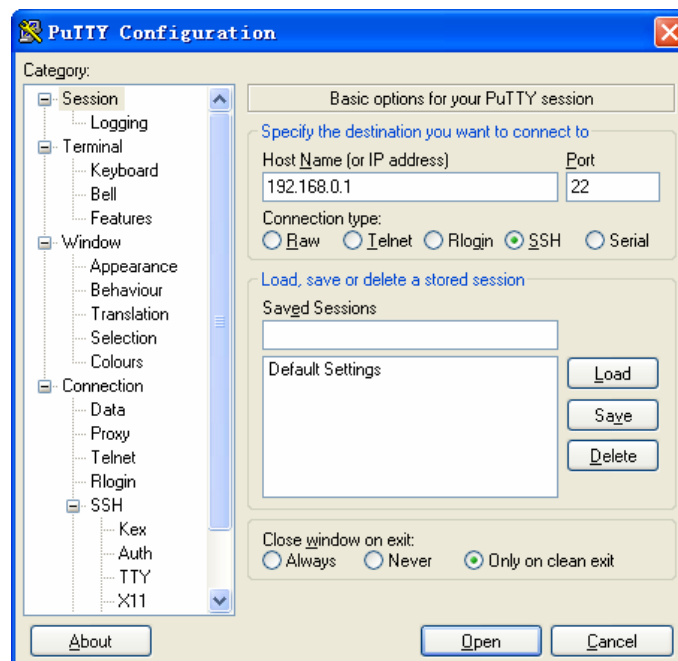 PuTTY Configuration
Category:
Session
Logging
Terminal
Keyboard
Bell
Features
Window
Appearance
Behaviour
Translation
Selection
Colours
Connection
Data
Proxy
Telnet
Rlogin
SSH
Kex
Auth
TTY
X11
Basic options for your PuTTY session
Specify the destination you want to connect to
Host Name (or IP address) Port
192.168.0.1 22
Connection type:
Raw Telnet Rlogin SSH Serial
Load, save or delete a stored session
Saved Sessions
Default Settings
Load
Save
Delete
Close window on exit:
Always Never Only on clean exit
About Open Cancel